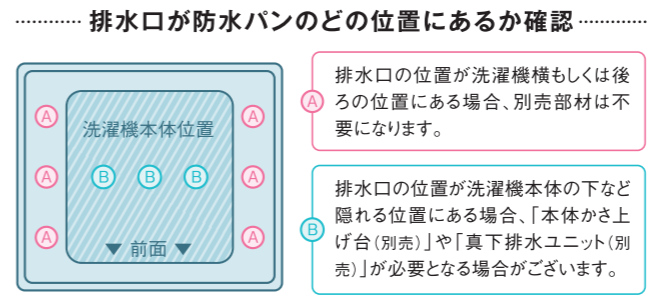 排水口が防水パンのどの位置にあるか確認
A
A
洗濯機本体位置
A
B
B
B
A
A
A
前面
▼ ▼
A
排水口の位置が洗濯機横もしくは後
ろの位置にある場合、別売部材は不
要になります。
B
排水口の位置が洗濯機本体の下など
隠れる位置にある場合、「本体かさ上
げ台(別売)」や「真下排水ユニット(別
売)」が必要となる場合がございます。